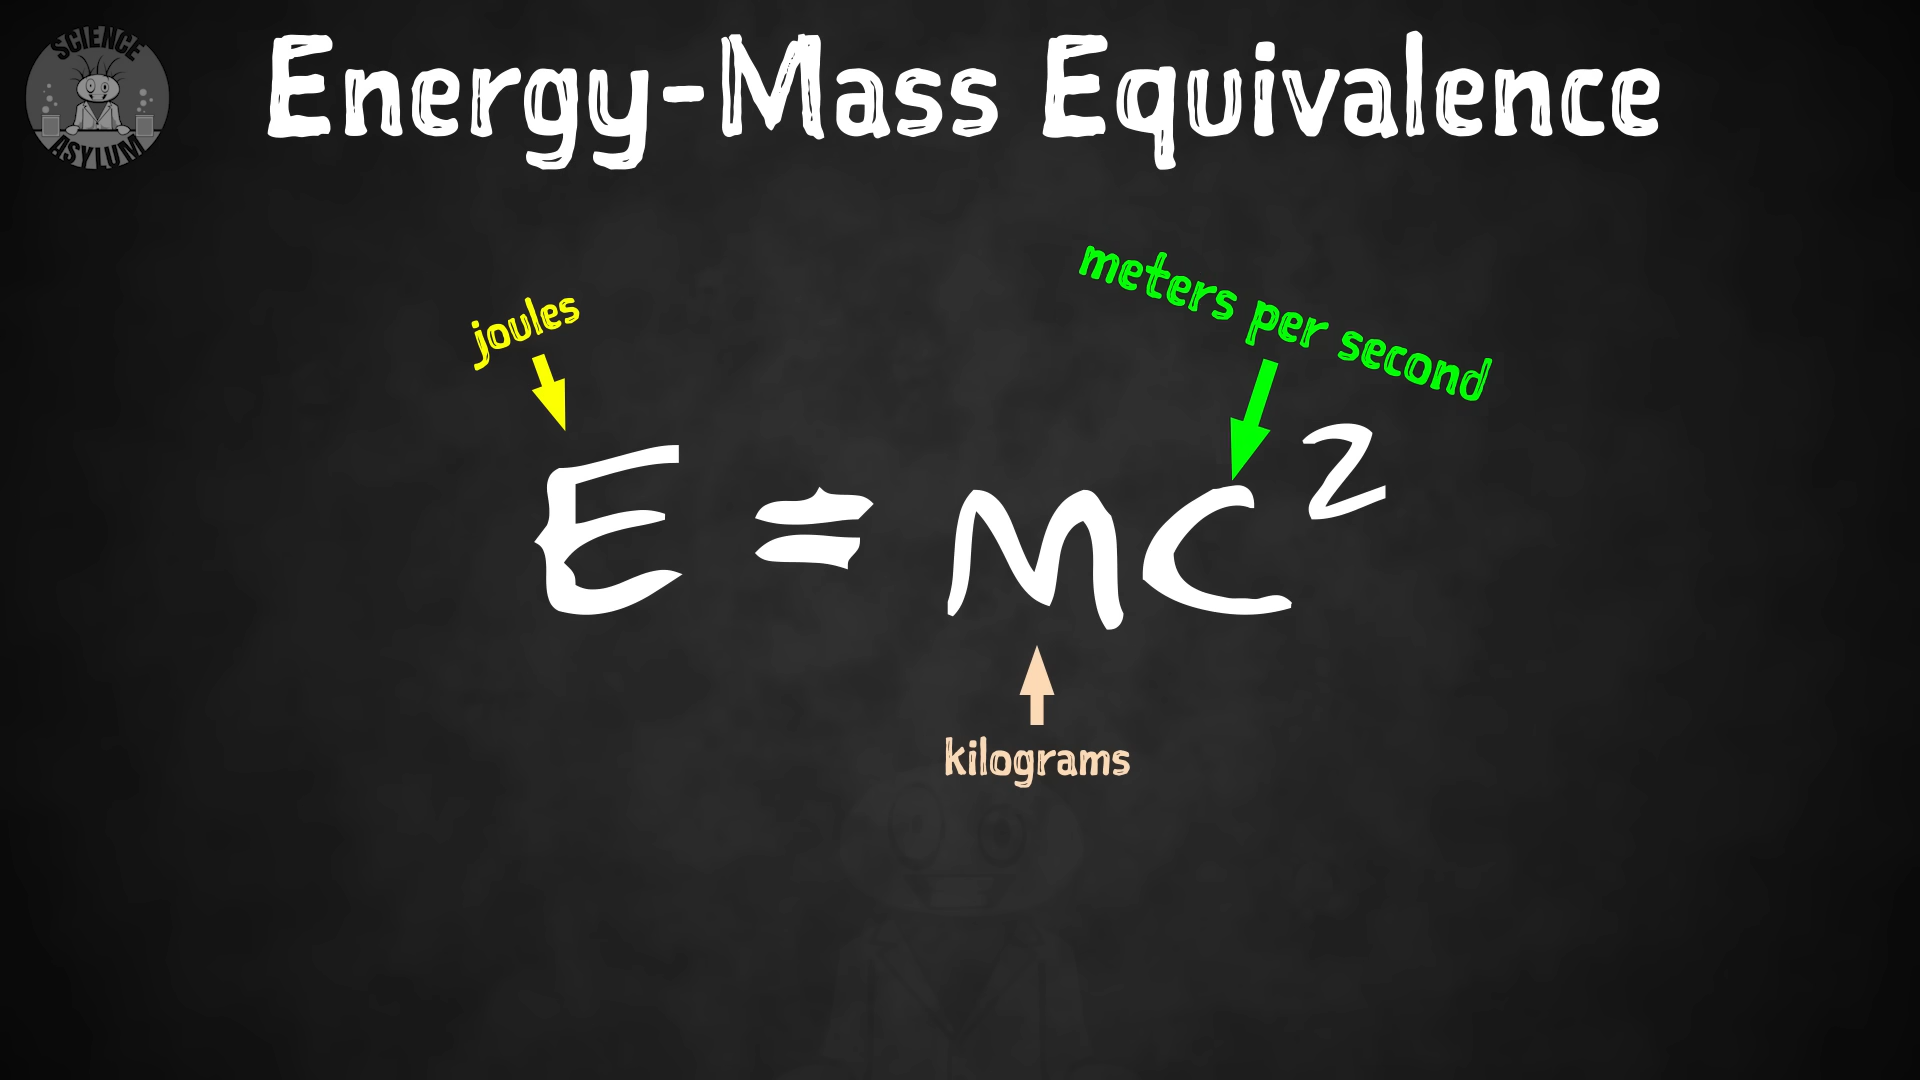 SCIENCE
ASYLUM
Energy-Mass Equivalence
joules
meters per second
E = mc²
kilograms